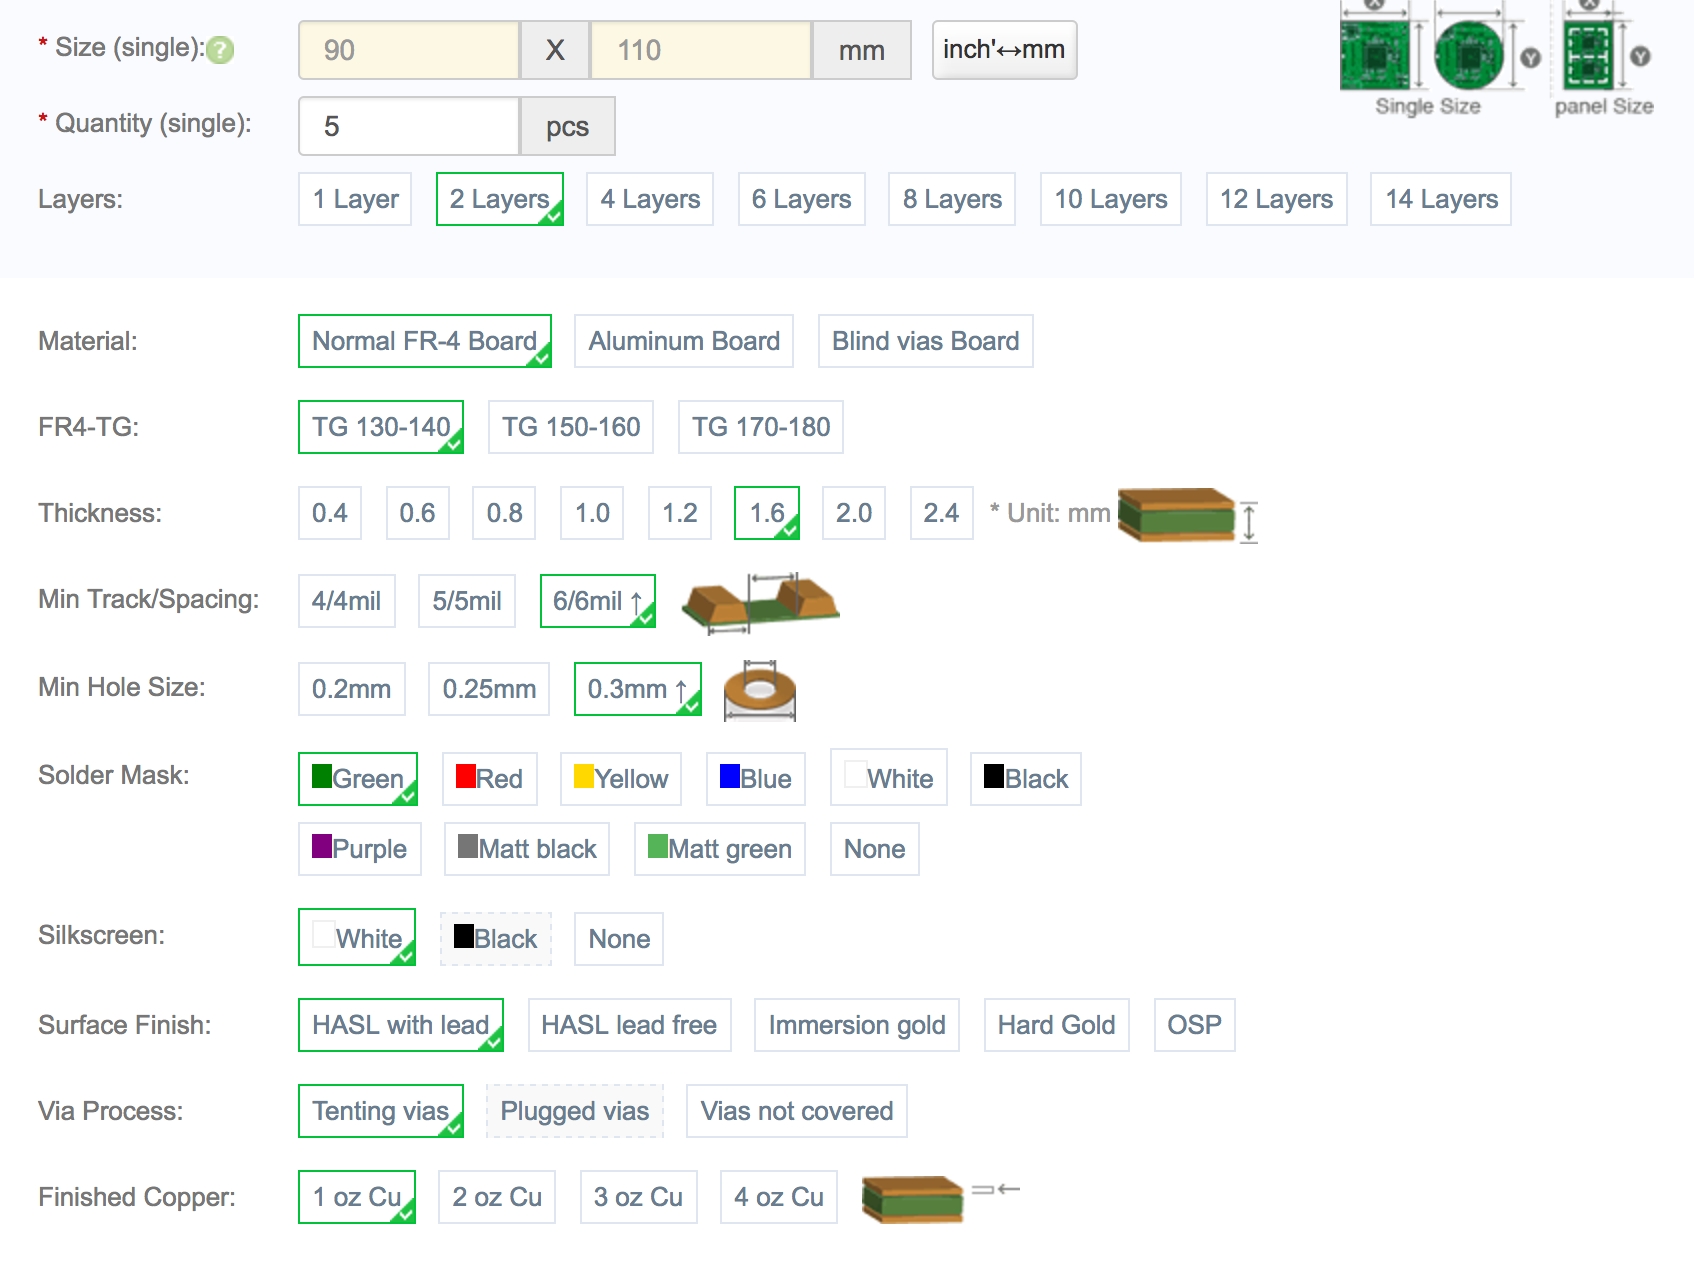 * Size (single): ? 90 X 110 mm inch'↔mm
X X
Y Y
Single Size panel Size
* Quantity (single): 5 pcs
Layers: 1 Layer 2 Layers 4 Layers 6 Layers 8 Layers 10 Layers 12 Layers 14 Layers
Material: Normal FR-4 Board Aluminum Board Blind vias Board
FR4-TG: TG 130-140 TG 150-160 TG 170-180
Thickness: 0.4 0.6 0.8 1.0 1.2 1.6 2.0 2.4 * Unit: mm
Min Track/Spacing: 4/4mil 5/5mil 6/6mil ↑
Min Hole Size: 0.2mm 0.25mm 0.3mm ↑
Solder Mask: Green Red Yellow Blue White Black
Purple Matt black Matt green None
Silkscreen: White Black None
Surface Finish: HASL with lead HASL lead free Immersion gold Hard Gold OSP
Via Process: Tenting vias Plugged vias Vias not covered
Finished Copper: 1 oz Cu 2 oz Cu 3 oz Cu 4 oz Cu